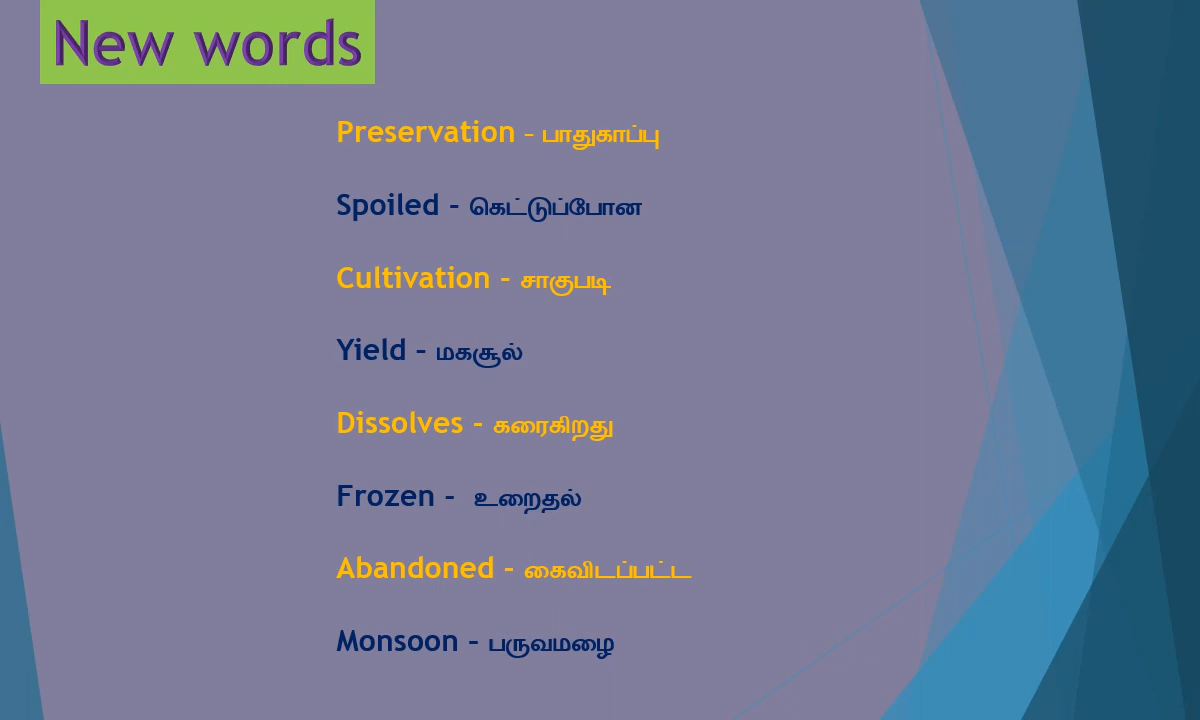 New words
Preservation – பாதுகாப்பு
Spoiled – கெட்டுப்போன
Cultivation – சாகுபடி
Yield – மகசூல்
Dissolves – கரைகிறது
Frozen – உறைதல்
Abandoned – கைவிடப்பட்ட
Monsoon – பருவமழை